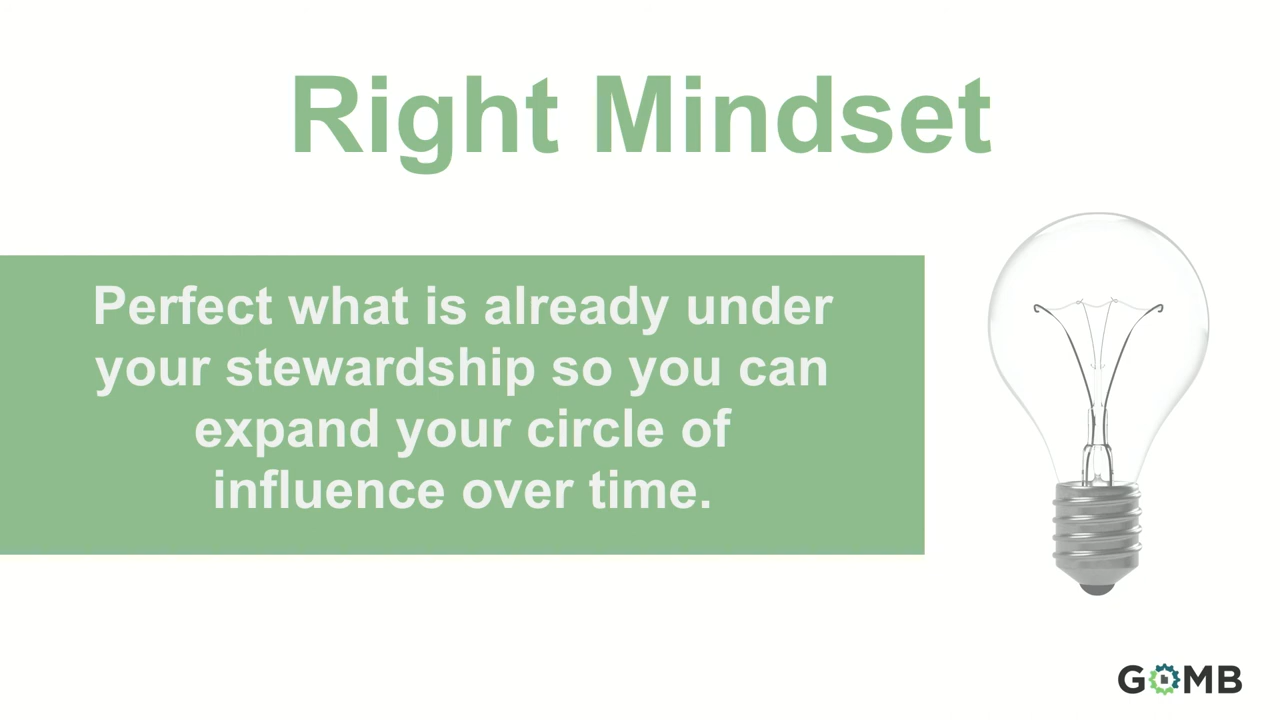 Right Mindset
Perfect what is already under
your stewardship so you can
expand your circle of
influence over time.
GOMB